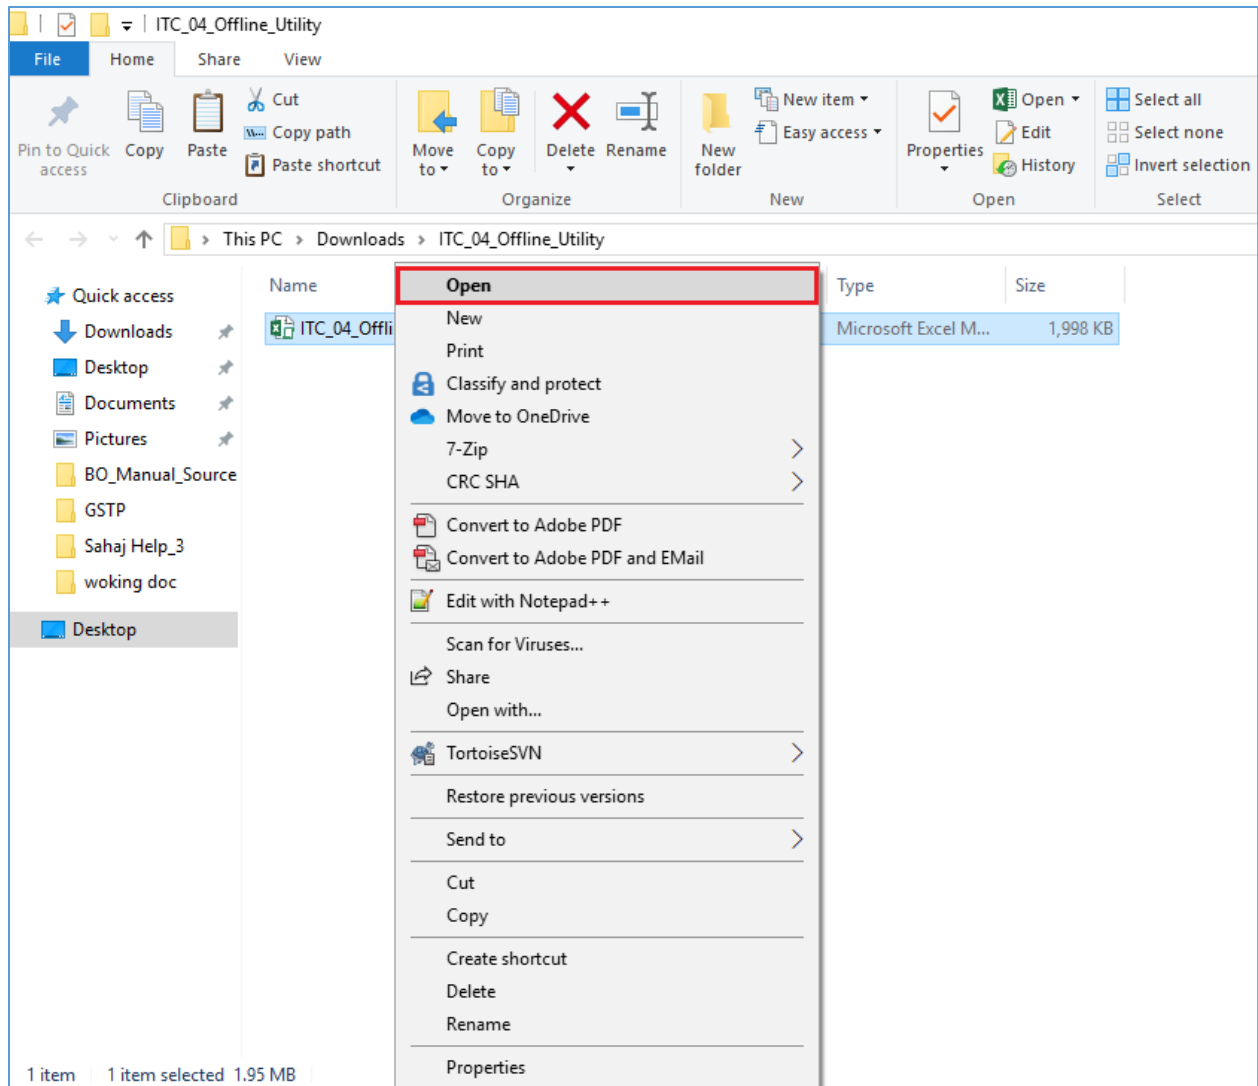 ITC_04_Offline_Utility
File Home Share View
Pin to Quick access
Copy
Paste
Cut
Copy path
Paste shortcut
Clipboard
Move to
Copy to
Delete
Rename
Organize
New folder
New item
Easy access
New
Properties
Open
Edit
History
Open
Select all
Select none
Invert selection
Select
This PC > Downloads > ITC_04_Offline_Utility
Quick access
Downloads
Desktop
Documents
Pictures
BO_Manual_Source
GSTP
Sahaj Help_3
woking doc
Desktop
Name Type Size
ITC_04_Offli Microsoft Excel M... 1,998 KB
Open
New
Print
Classify and protect
Move to OneDrive
7-Zip
CRC SHA
Convert to Adobe PDF
Convert to Adobe PDF and EMail
Edit with Notepad++
Scan for Viruses...
Share
Open with...
TortoiseSVN
Restore previous versions
Send to
Cut
Copy
Create shortcut
Delete
Rename
Properties
1 item 1 item selected 1.95 MB